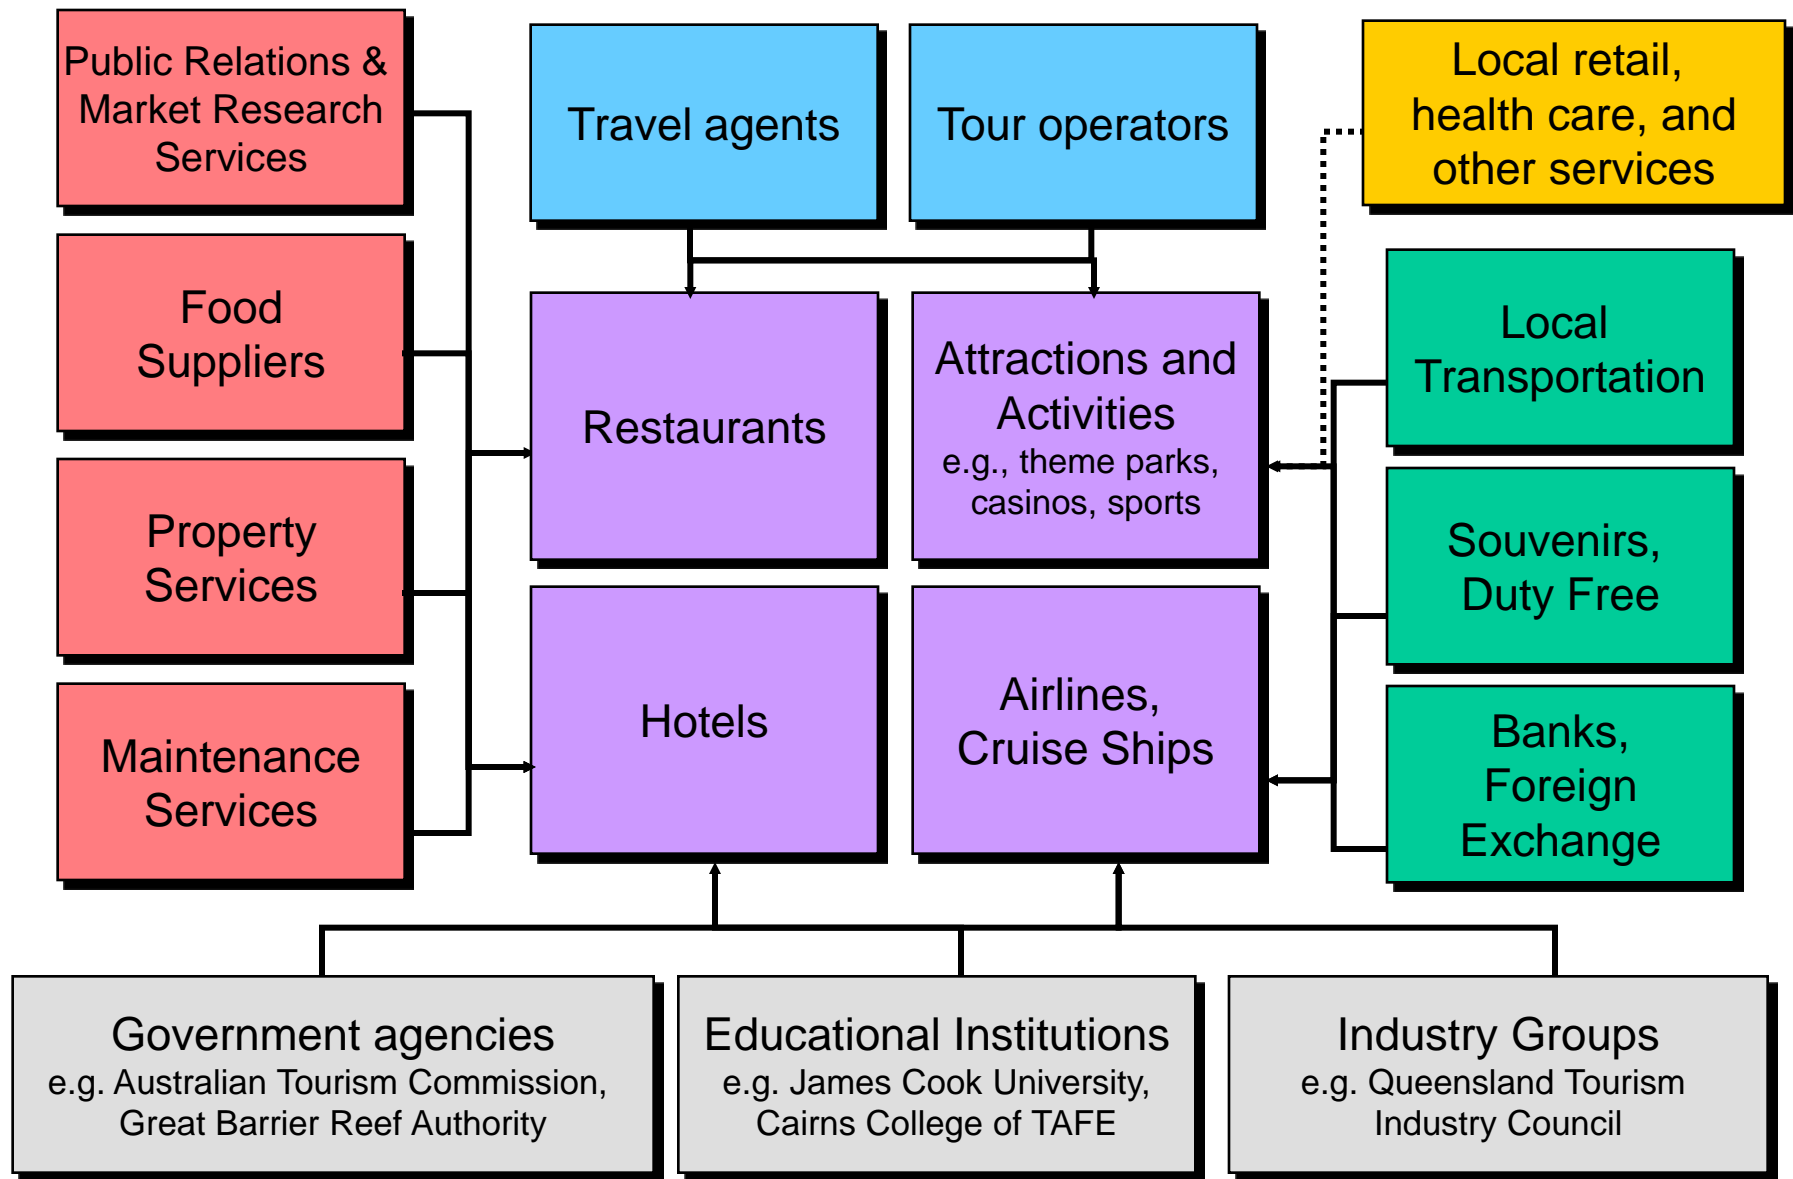 Public Relations &
Market Research
Services
Travel agents
Tour operators
Local retail,
health care, and
other services
Food
Suppliers
Restaurants
Attractions and
Activities
e.g., theme parks,
casinos, sports
Local
Transportation
Property
Services
Souvenirs,
Duty Free
Maintenance
Services
Hotels
Airlines,
Cruise Ships
Banks,
Foreign
Exchange
Government agencies
e.g. Australian Tourism Commission,
Great Barrier Reef Authority
Educational Institutions
e.g. James Cook University,
Cairns College of TAFE
Industry Groups
e.g. Queensland Tourism
Industry Council